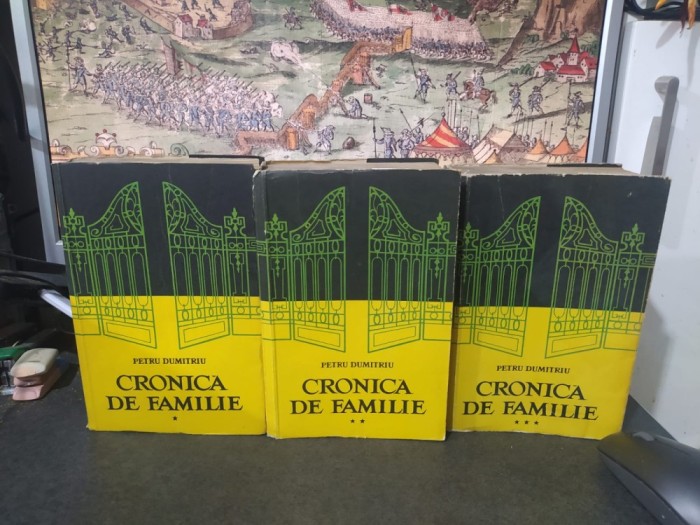 PETRU DUMITRIU
CRONICA
DE FAMILIE
*
PETRU DUMITRIU
CRONICA
DE FAMILIE
* *
PETRU DUMITRIU
CRONICA
DE FAMILIE
* * *